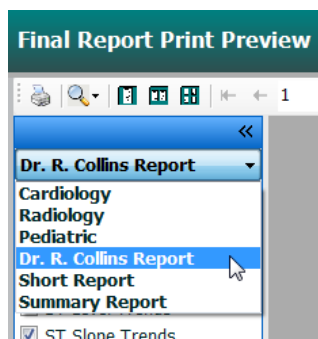 Final Report Print Preview
1
«
Dr. R. Collins Report
Cardiology
Radiology
Pediatric
Dr. R. Collins Report
Short Report
Summary Report
ST Slope Trends